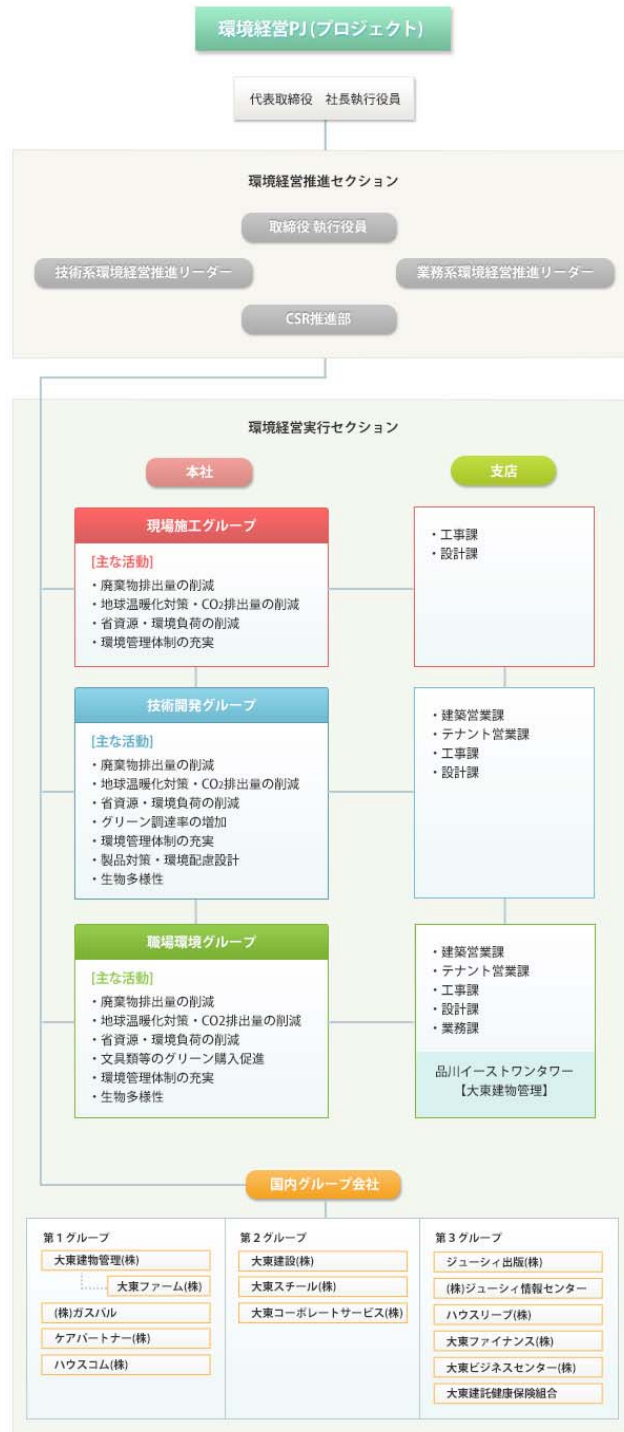 環境経営PJ(プロジェクト)
代表取締役　社長執行役員
環境経営推進セクション
取締役 執行役員
技術系環境経営推進リーダー
業務系環境経営推進リーダー
CSR推進部
環境経営実行セクション
本社
支店
現場施工グループ
[主な活動]
・廃棄物排出量の削減
・地球温暖化対策・CO₂排出量の削減
・省資源・環境負荷の削減
・環境管理体制の充実
・工事課
・設計課
技術開発グループ
[主な活動]
・廃棄物排出量の削減
・地球温暖化対策・CO₂排出量の削減
・省資源・環境負荷の削減
・グリーン調達率の増加
・環境管理体制の充実
・製品対策・環境配慮設計
・生物多様性
・建築営業課
・テナント営業課
・工事課
・設計課
職場環境グループ
[主な活動]
・廃棄物排出量の削減
・地球温暖化対策・CO2排出量の削減
・省資源・環境負荷の削減
・文具類等のグリーン購入促進
・環境管理体制の充実
・生物多様性
・建築営業課
・テナント営業課
・工事課
・設計課
・業務課
品川イーストワンタワー
【大東建物管理】
国内グループ会社
第１グループ
大東建物管理(株)
大東ファーム(株)
(株)ガスパル
ケアパートナー(株)
ハウスコム(株)
第２グループ
大東建設(株)
大東スチール(株)
大東コーポレートサービス(株)
第３グループ
ジューシィ出版(株)
(株)ジューシィ情報センター
ハウスリーブ(株)
大東ファイナンス(株)
大東ビジネスセンター(株)
大東建託健康保険組合